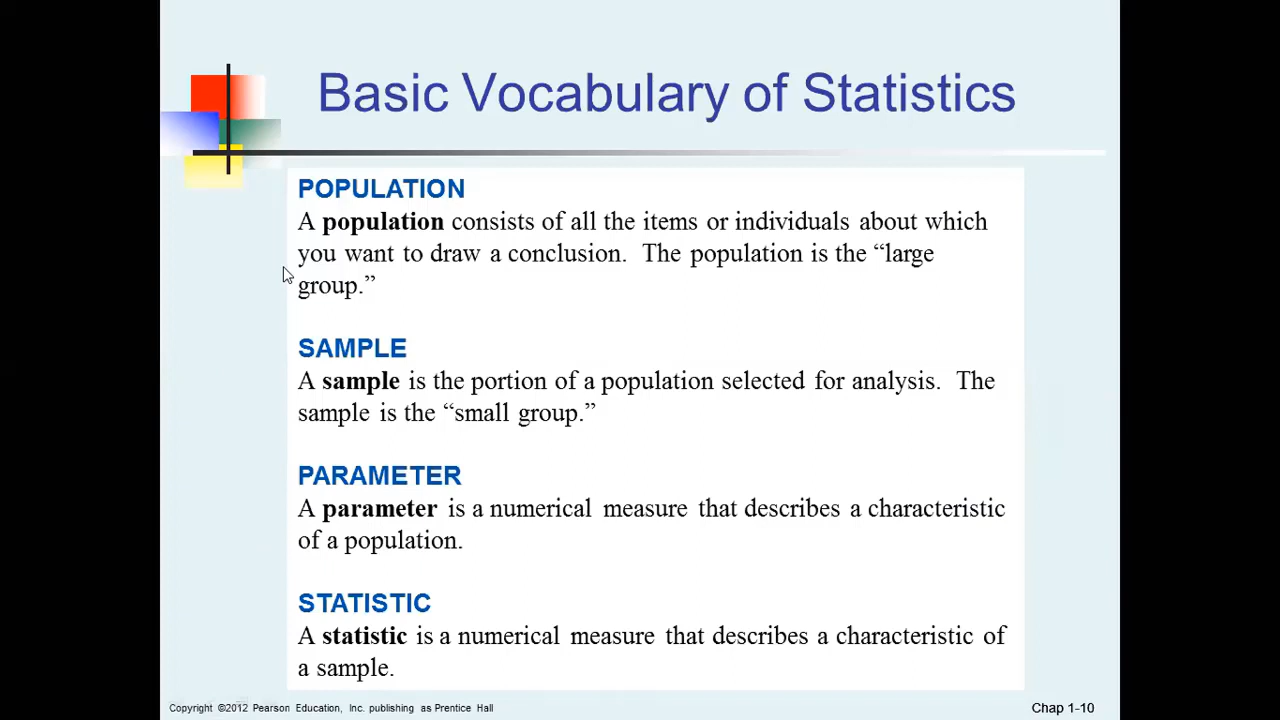 Basic Vocabulary of Statistics
POPULATION
A population consists of all the items or individuals about which
you want to draw a conclusion. The population is the “large
group.”
SAMPLE
A sample is the portion of a population selected for analysis. The
sample is the “small group.”
PARAMETER
A parameter is a numerical measure that describes a characteristic
of a population.
STATISTIC
A statistic is a numerical measure that describes a characteristic of
a sample.
Copyright ©2012 Pearson Education, Inc. publishing as Prentice Hall
Chap 1-10